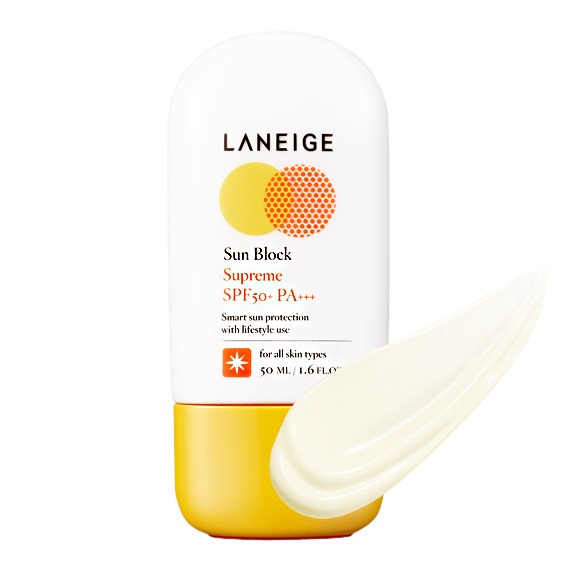 LANEIGE
Sun Block
Supreme
SPF50+ PA+++
Smart sun protection
with lifestyle use
for all skin types
50 ML / 1.6